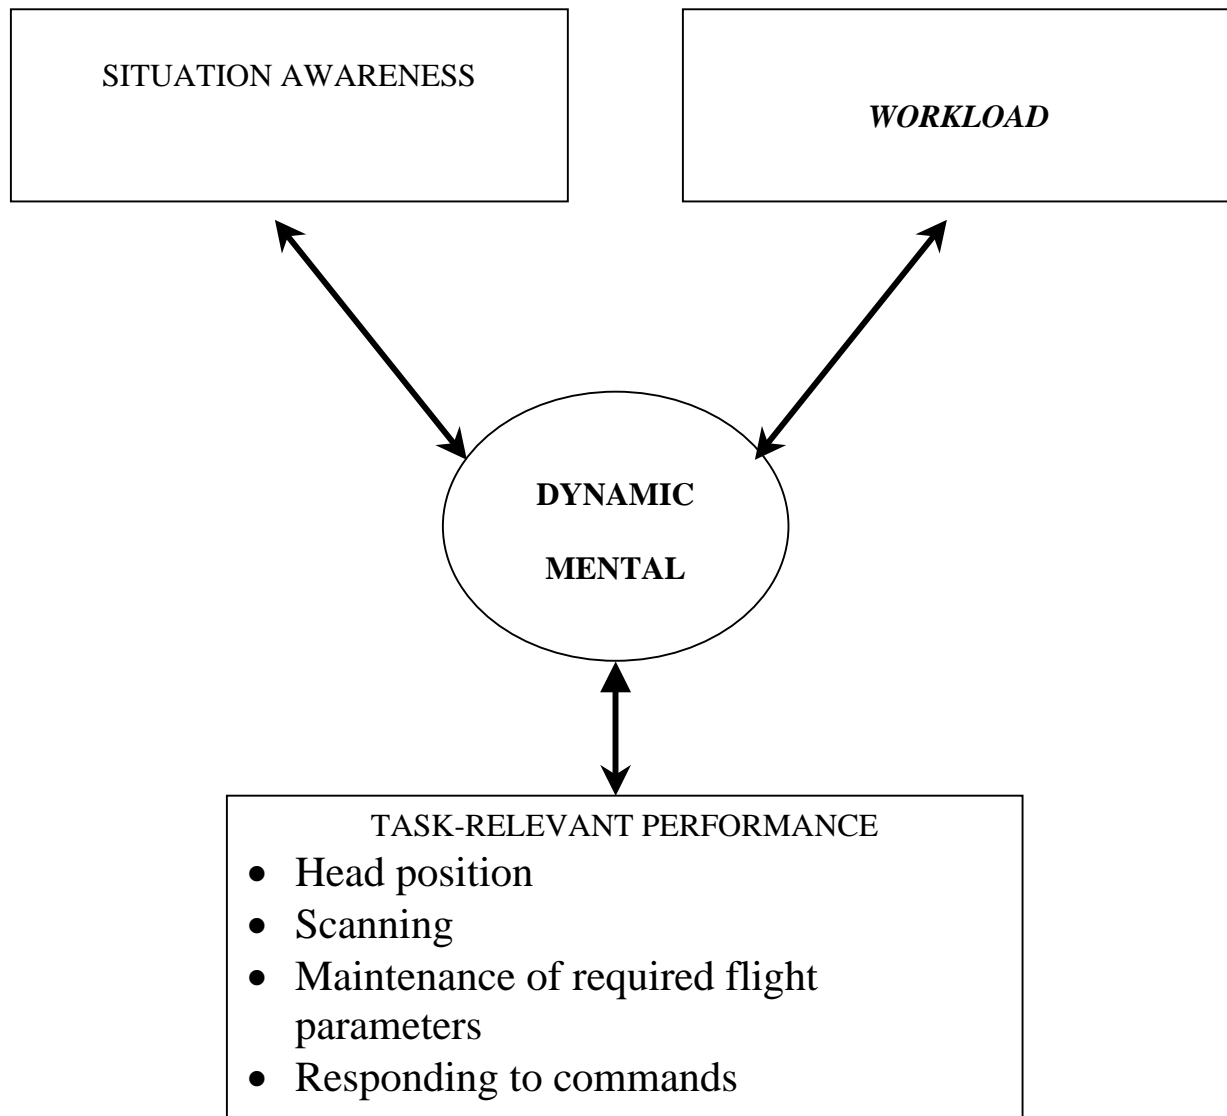 SITUATION AWARENESS
WORKLOAD
DYNAMIC
MENTAL
TASK-RELEVANT PERFORMANCE
• Head position
• Scanning
• Maintenance of required flight
parameters
• Responding to commands